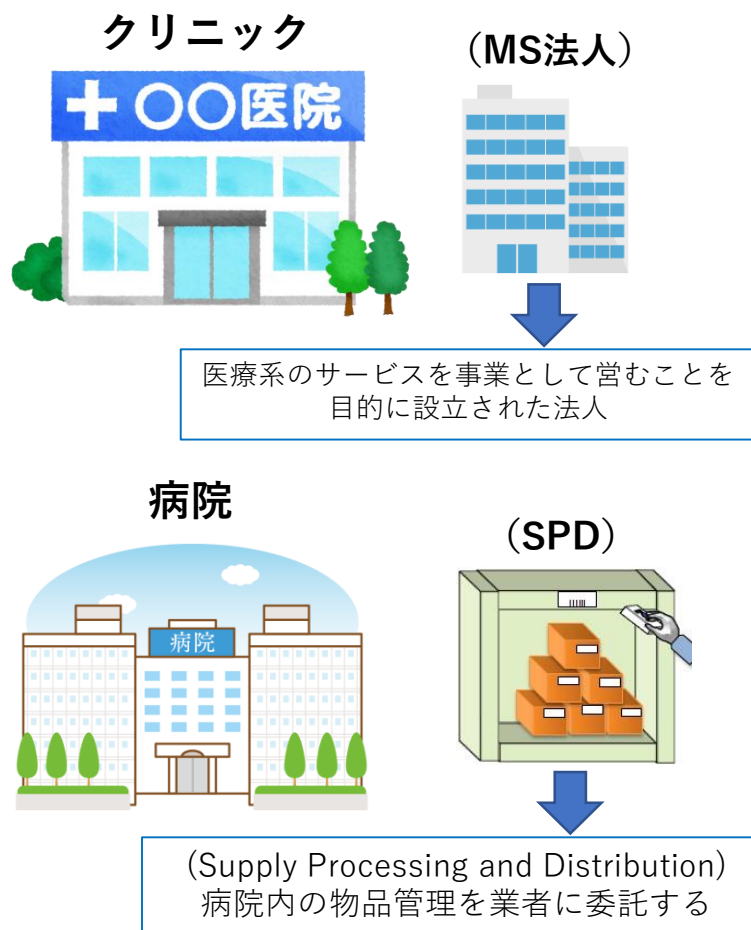 クリニック
(MS法人)
○○医院
医療系のサービスを事業として営むことを
目的に設立された法人
病院
(SPD)
病院
(Supply Processing and Distribution)
病院内の物品管理を業者に委託する